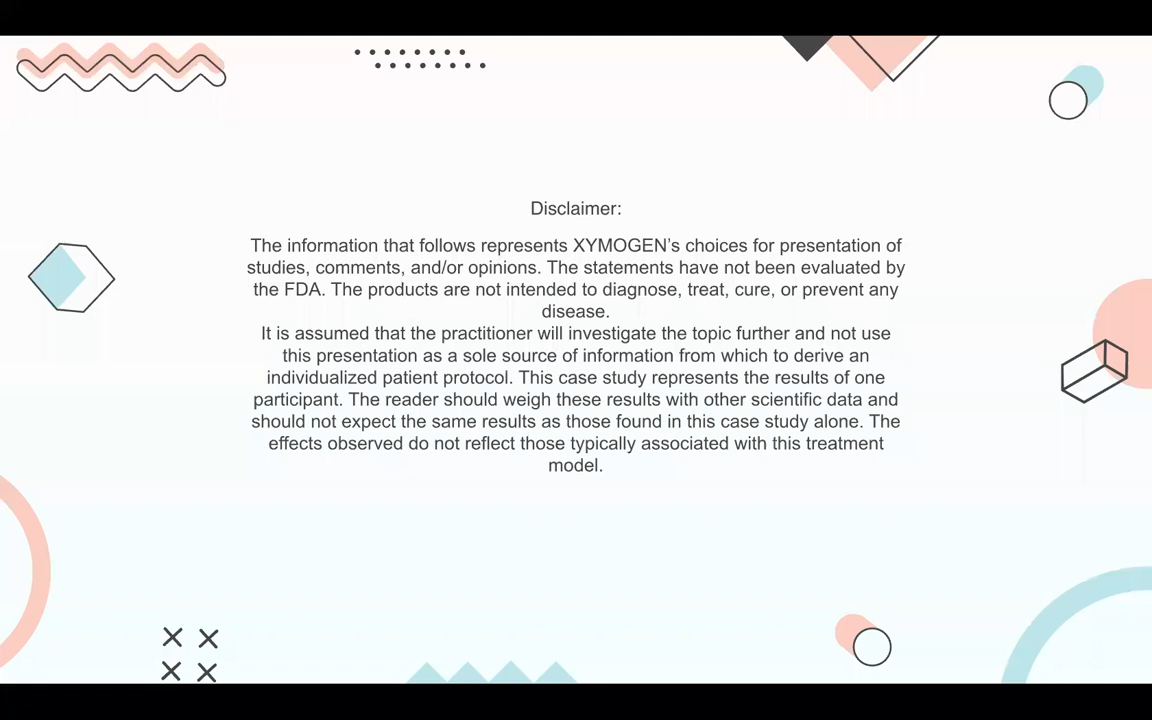 Disclaimer:
The information that follows represents XYMOGEN’s choices for presentation of
studies, comments, and/or opinions. The statements have not been evaluated by
the FDA. The products are not intended to diagnose, treat, cure, or prevent any
disease.
It is assumed that the practitioner will investigate the topic further and not use
this presentation as a sole source of information from which to derive an
individualized patient protocol. This case study represents the results of one
participant. The reader should weigh these results with other scientific data and
should not expect the same results as those found in this case study alone. The
effects observed do not reflect those typically associated with this treatment
model.